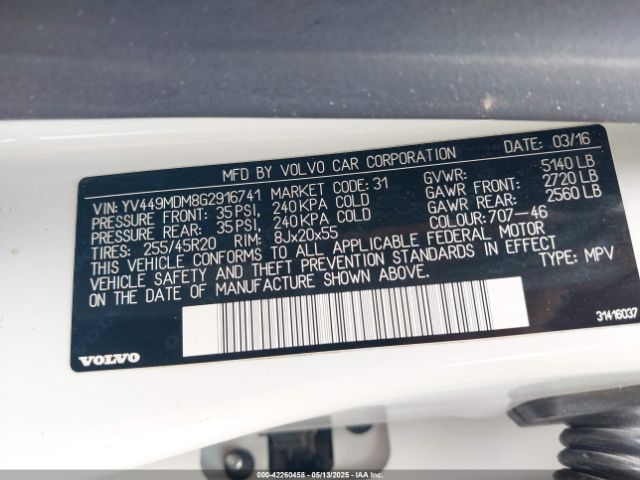 MFD BY VOLVO CAR CORPORATION DATE: 03/16
VIN: YV449MDM8G2916741 MARKET CODE: 31 GVWR: 5140 LB
PRESSURE FRONT: 35 PSI, 240 KPA COLD GAWR FRONT: 2720 LB
PRESSURE REAR: 35 PSI, 240 KPA COLD GAWR REAR: 2560 LB
TIRES: 255/45R20 RIM: 8Jx20x55 COLOUR: 707-46
THIS VEHICLE CONFORMS TO ALL APPLICABLE FEDERAL MOTOR
VEHICLE SAFETY AND THEFT PREVENTION STANDARDS IN EFFECT
ON THE DATE OF MANUFACTURE SHOWN ABOVE. TYPE: MPV
31416037
VOLVO
000-42260458 - 05/13/2025 - IAAI.COM